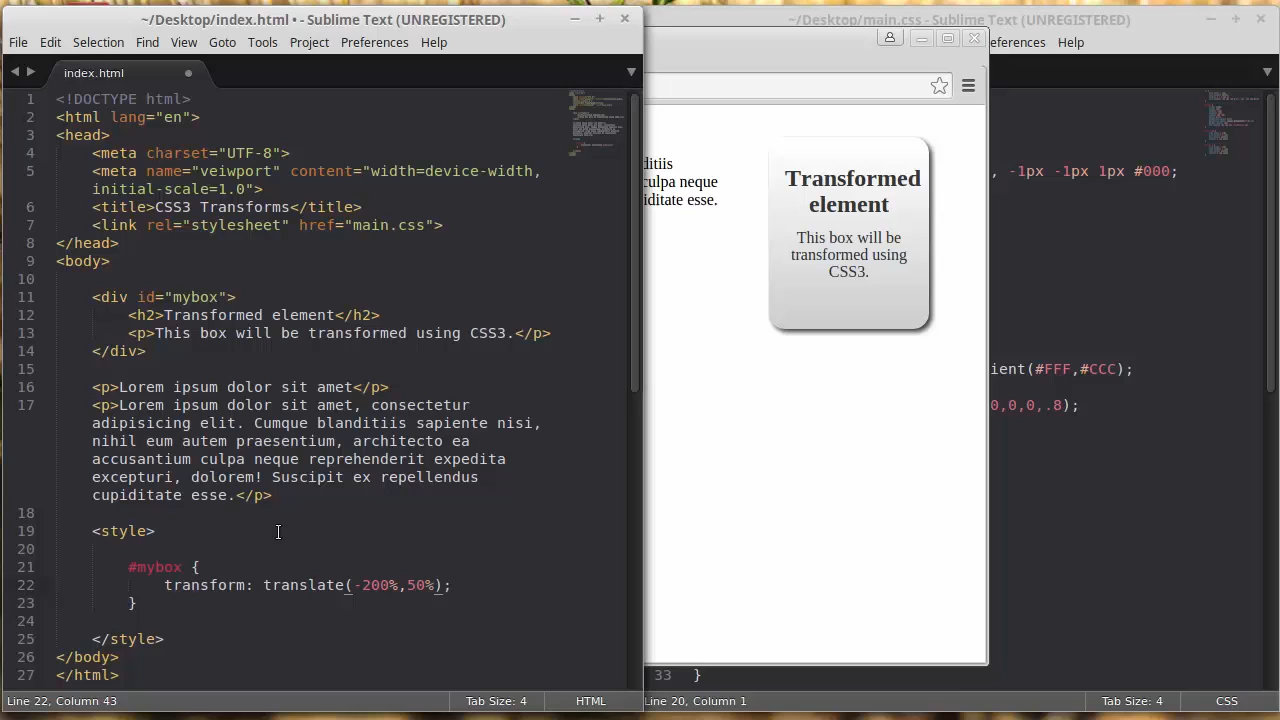 ~/Desktop/index.html • - Sublime Text (UNREGISTERED)
File Edit Selection Find View Goto Tools Project Preferences Help
index.html
1 <!DOCTYPE html>
2 <html lang="en">
3 <head>
4 <meta charset="UTF-8">
5 <meta name="veiwport" content="width=device-width,
initial-scale=1.0">
6 <title>CSS3 Transforms</title>
7 <link rel="stylesheet" href="main.css">
8 </head>
9 <body>
10
11 <div id="mybox">
12 <h2>Transformed element</h2>
13 <p>This box will be transformed using CSS3.</p>
14 </div>
15
16 <p>Lorem ipsum dolor sit amet</p>
17 <p>Lorem ipsum dolor sit amet, consectetur
adipisicing elit. Cumque blanditiis sapiente nisi,
nihil eum autem praesentium, architecto ea
accusantium culpa neque reprehenderit expedita
excepturi, dolorem! Suscipit ex repellendus
cupiditate esse.</p>
18
19 <style>
20
21 #mybox {
22 transform: translate(-200%,50%);
23 }
24
25 </style>
26 </body>
27 </html>
Line 22, Column 43 Tab Size: 4 HTML
ditiis
culpa neque
iditate esse.
Transformed
element
This box will be
transformed using
CSS3.
~/Desktop/main.css - Sublime Text (UNREGISTERED)
eferences Help
, -1px -1px 1px #000;
ient(#FFF,#CCC);
0,0,0,.8);
33 }
Line 20, Column 1 Tab Size: 4 CSS